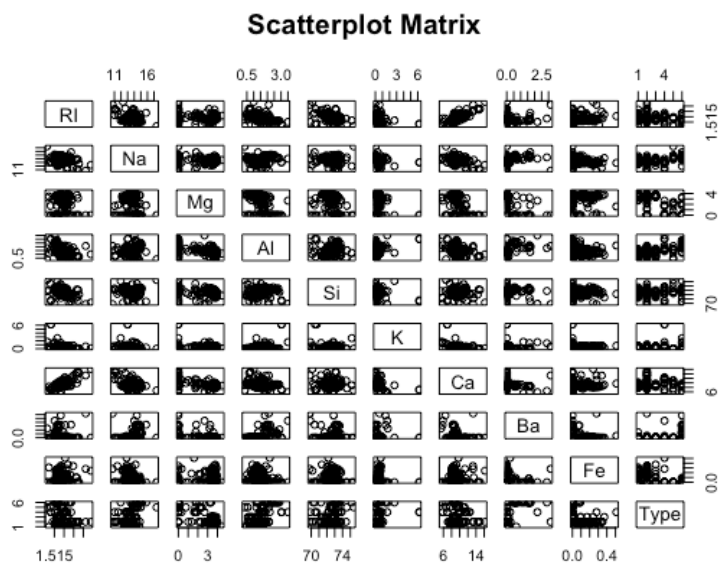 Scatterplot Matrix
11 16 0.5 3.0 0 3 6 0.0 2.5 1 4
RI 1.515
11 Na
Mg 0 4
0.5 Al
Si 70
0 6 K
Ca 6
0.0 Ba
Fe 0.0
1 6 Type
1.515 0 3 70 74 6 14 0.0 0.4